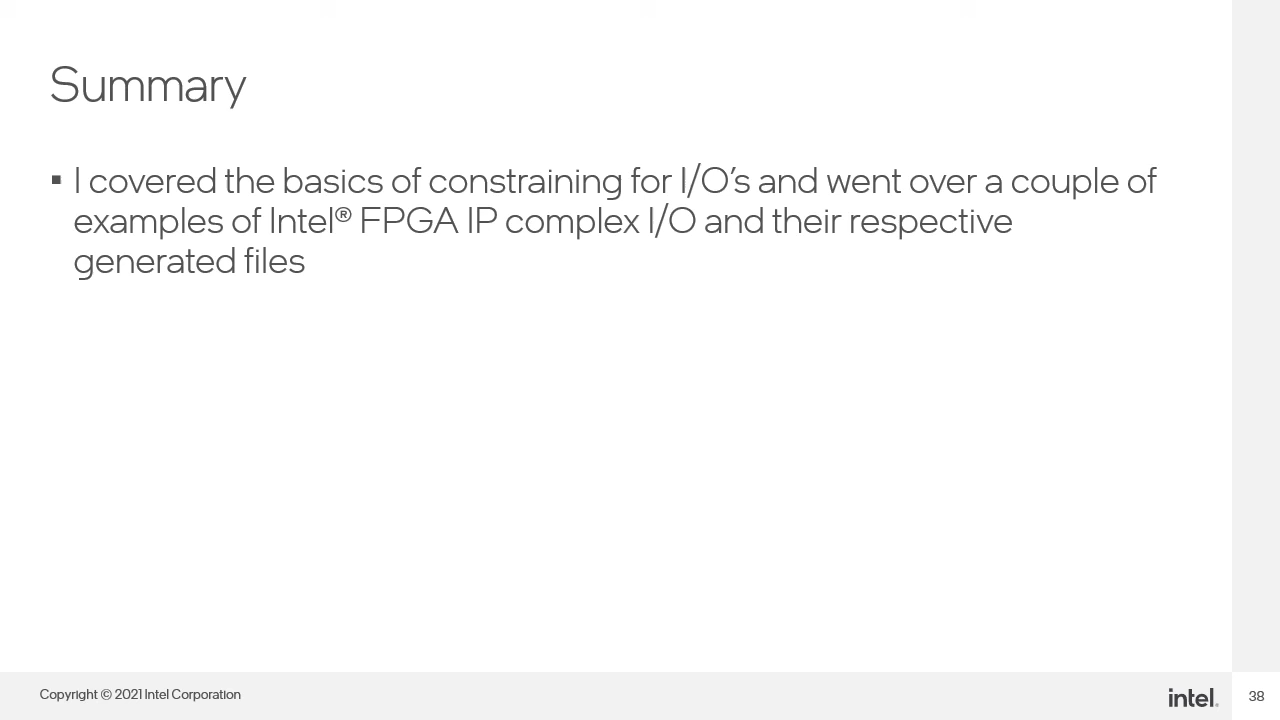 Summary
▪ I covered the basics of constraining for I/O’s and went over a couple of
examples of Intel® FPGA IP complex I/O and their respective
generated files
Copyright © 2021 Intel Corporation
intel.
38